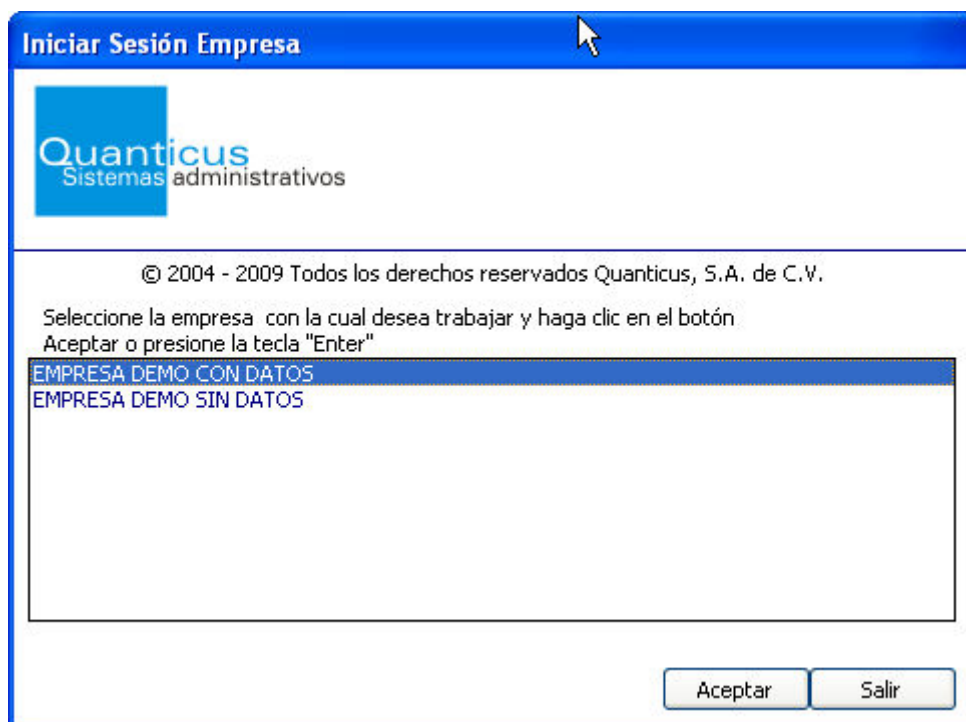 Iniciar Sesión Empresa
Quanticus
Sistemas administrativos
© 2004 - 2009 Todos los derechos reservados Quanticus, S.A. de C.V.
Seleccione la empresa con la cual desea trabajar y haga clic en el botón
Aceptar o presione la tecla "Enter"
EMPRESA DEMO CON DATOS
EMPRESA DEMO SIN DATOS
Aceptar Salir